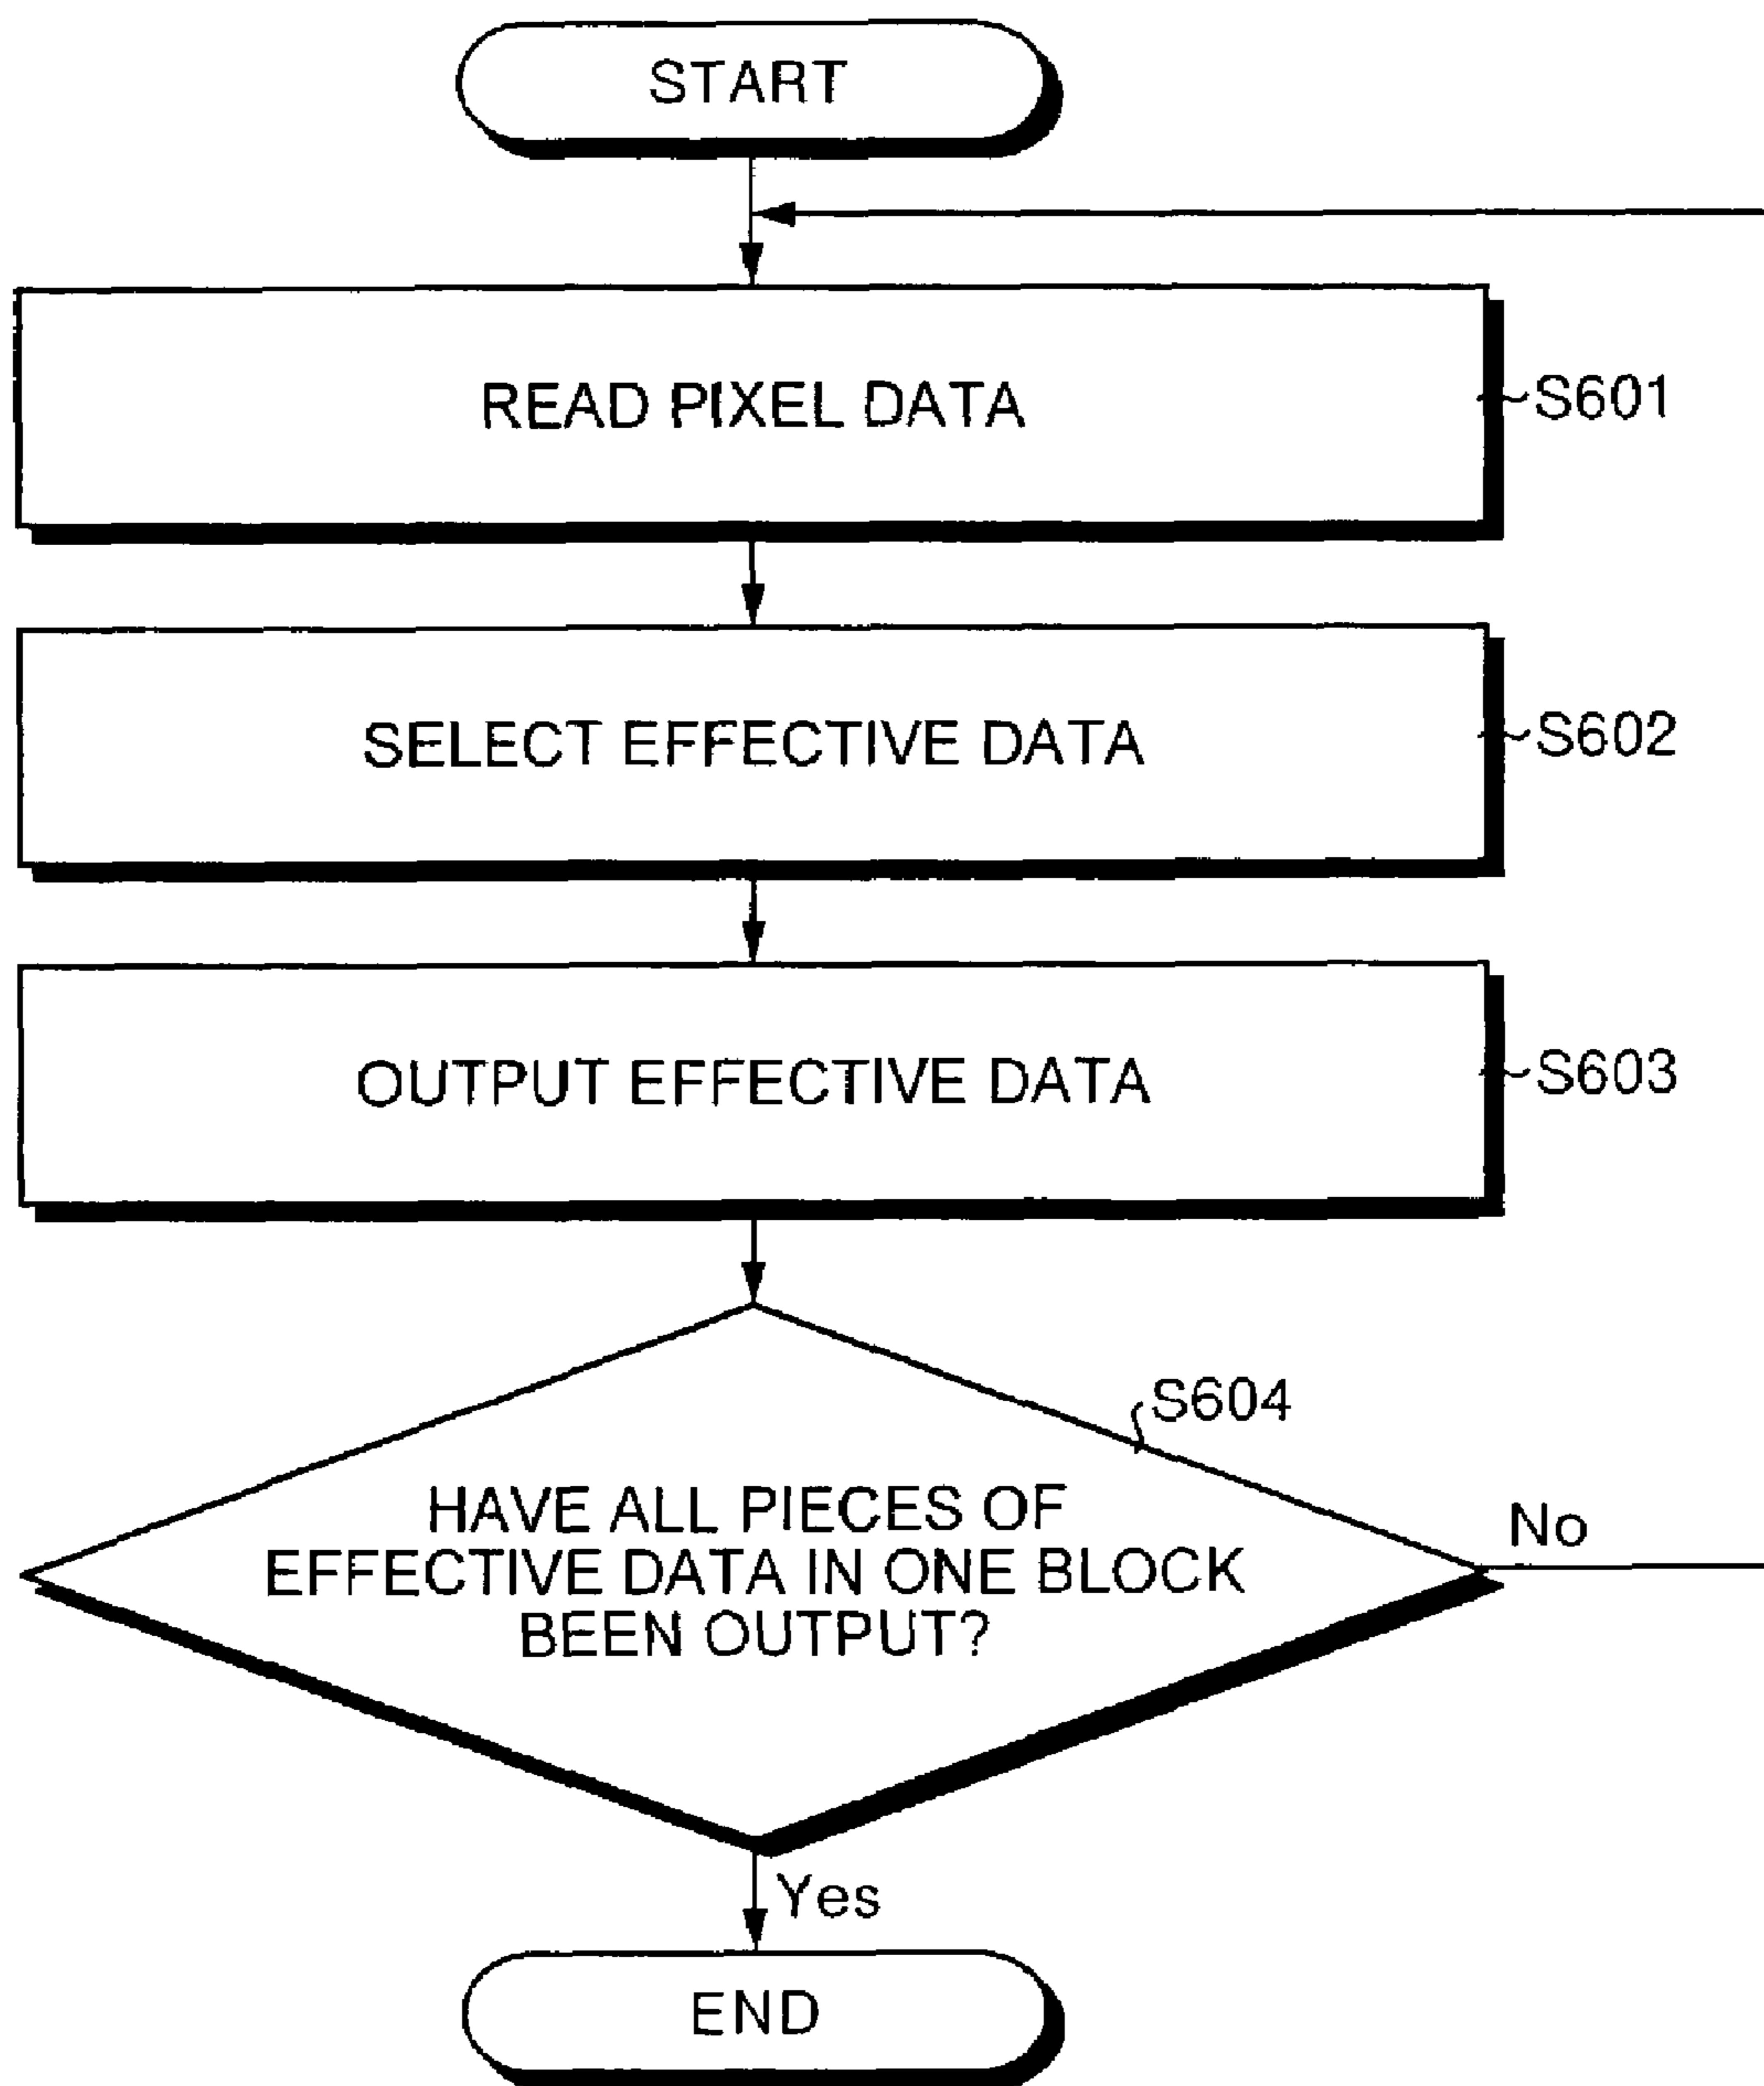 START
READ PIXEL DATA
S601
SELECT EFFECTIVE DATA
S602
OUTPUT EFFECTIVE DATA
S603
S604
HAVE ALL PIECES OF
EFFECTIVE DATA IN ONE BLOCK
BEEN OUTPUT?
No
Yes
END